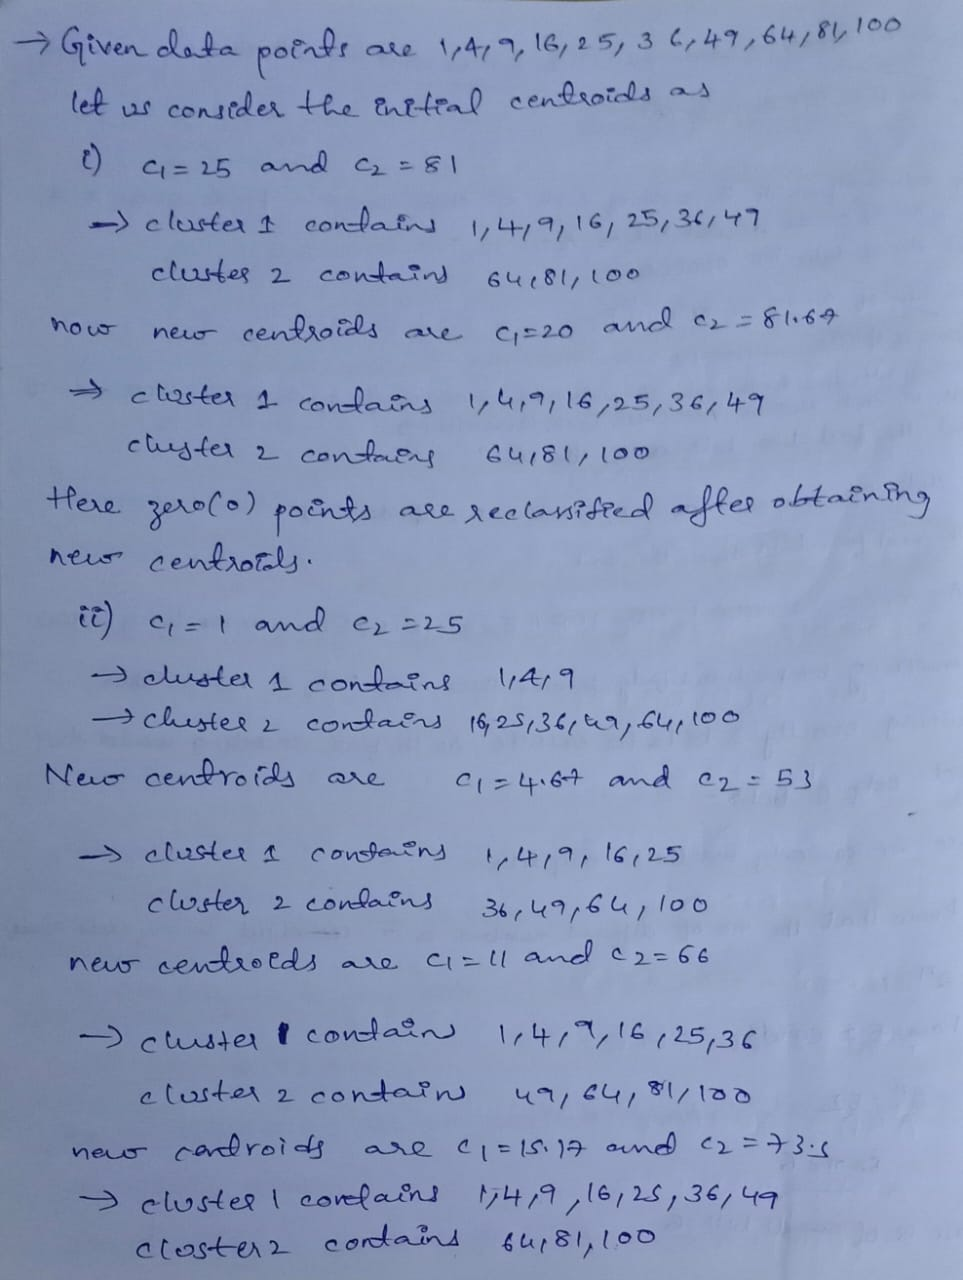 → Given data points are 1,4,9,16,25,36,49,64,81,100
let us consider the initial centroids as
i) c₁ = 25 and c₂ = 81
→ cluster 1 contains 1,4,9,16,25,36,49
cluster 2 contains 64,81,100
now new centroids are c₁=20 and c₂ = 81.67
⇒ cluster 1 contains 1,4,9,16,25,36,49
cluster 2 contains 64,81,100
Here zero(0) points are reclassified after obtaining
new centroids.
ii) c₁ = 1 and c₂ = 25
→ cluster 1 contains 1,4,9
→ cluster 2 contains 16,25,36,49,64,100
New centroids are c₁ = 4.67 and c₂ = 53
→ cluster 1 contains 1,4,9,16,25
cluster 2 contains 36,49,64,100
new centroids are c₁ = 11 and c₂ = 66
→ cluster 1 contain 1,4,9,16,25,36
cluster 2 contain 49,64,81,100
new centroids are c₁ = 15.17 and c₂ = 73.5
→ cluster 1 contains 1,4,9,16,25,36,49
cluster 2 contains 64,81,100